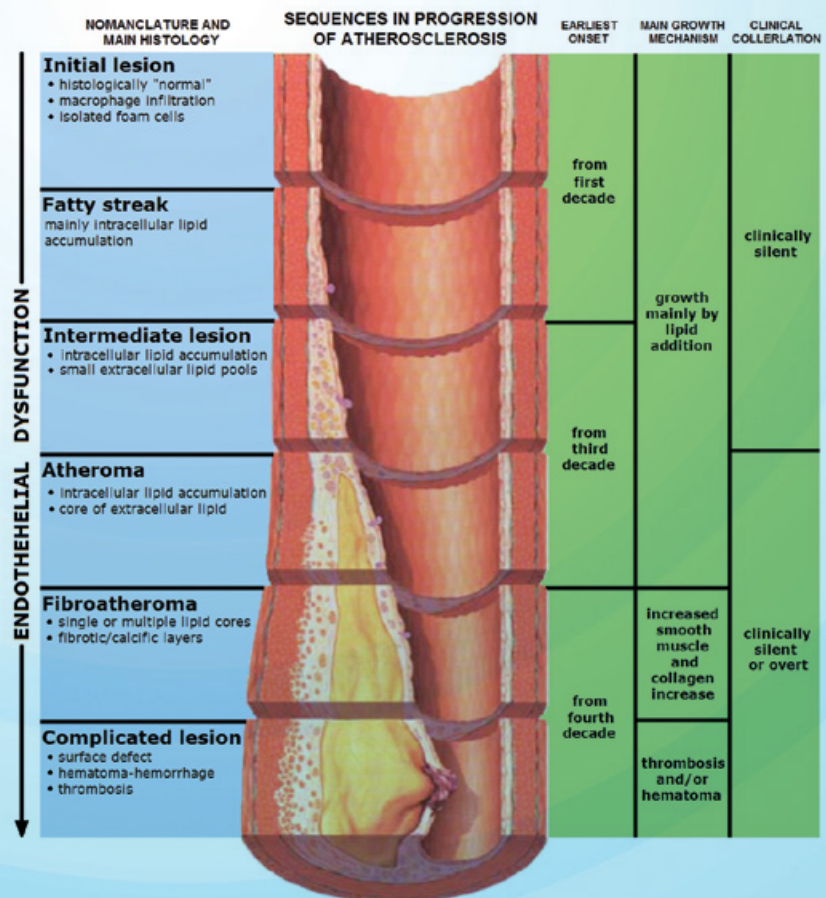 NOMANCLATURE AND
MAIN HISTOLOGY
SEQUENCES IN PROGRESSION
OF ATHEROSCLEROSIS
EARLIEST
ONSET
MAIN GROWTH
MECHANISM
CLINICAL
COLLERLATION
ENDOTHEHELIAL DYSFUNCTION
Initial lesion
• histologically "normal"
• macrophage infiltration
• isolated foam cells
Fatty streak
mainly intracellular lipid
accumulation
Intermediate lesion
• intracellular lipid accumulation
• small extracellular lipid pools
Atheroma
• intracellular lipid accumulation
• core of extracellular lipid
Fibroatheroma
• single or multiple lipid cores
• fibrotic/calcific layers
Complicated lesion
• surface defect
• hematoma-hemorrhage
• thrombosis
from
first
decade
from
third
decade
from
fourth
decade
growth
mainly by
lipid
addition
increased
smooth
muscle
and
collagen
increase
thrombosis
and/or
hematoma
clinically
silent
clinically
silent
or overt